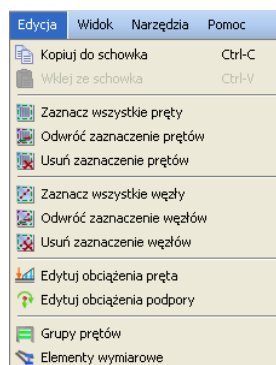 Edycja Widok Narzędzia Pomoc
Kopiuj do schowka Ctrl-C
Wklej ze schowka Ctrl-V
Zaznacz wszystkie pręty
Odwróć zaznaczenie prętów
Usuń zaznaczenie prętów
Zaznacz wszystkie węzły
Odwróć zaznaczenie węzłów
Usuń zaznaczenie węzłów
Edytuj obciążenia pręta
Edytuj obciążenia podpory
Grupy prętów
Elementy wymiarowe